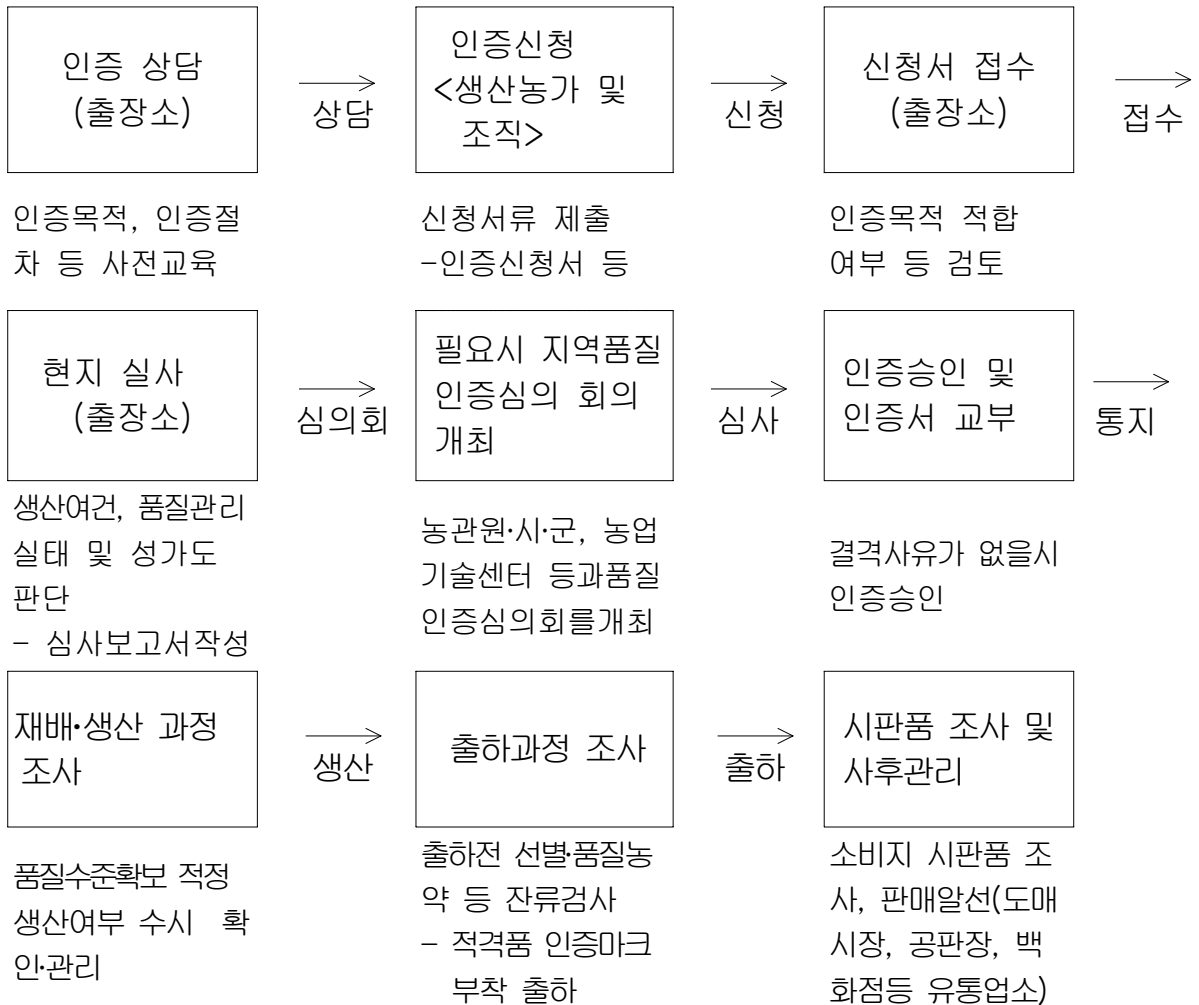 인증 상담
(출장소)
상담
인증신청
<생산농가 및
조직>
신청
신청서 접수
(출장소)
접수
인증목적, 인증절
차 등 사전교육
신청서류 제출
-인증신청서 등
인증목적 적합
여부 등 검토
현지 실사
(출장소)
심의회
필요시 지역품질
인증심의 회의
개최
심사
인증승인 및
인증서 교부
통지
생산여건, 품질관리
실태 및 성가도
판단
- 심사보고서작성
농관원·시·군, 농업
기술센터 등과품질
인증심의회를개최
결격사유가 없을시
인증승인
재배·생산 과정
조사
생산
출하과정 조사
출하
시판품 조사 및
사후관리
품질수준확보 적정
생산여부 수시 확
인·관리
출하전 선별·품질농
약 등 잔류검사
- 적격품 인증마크
부착 출하
소비지 시판품 조
사, 판매알선(도매
시장, 공판장, 백
화점등 유통업소)